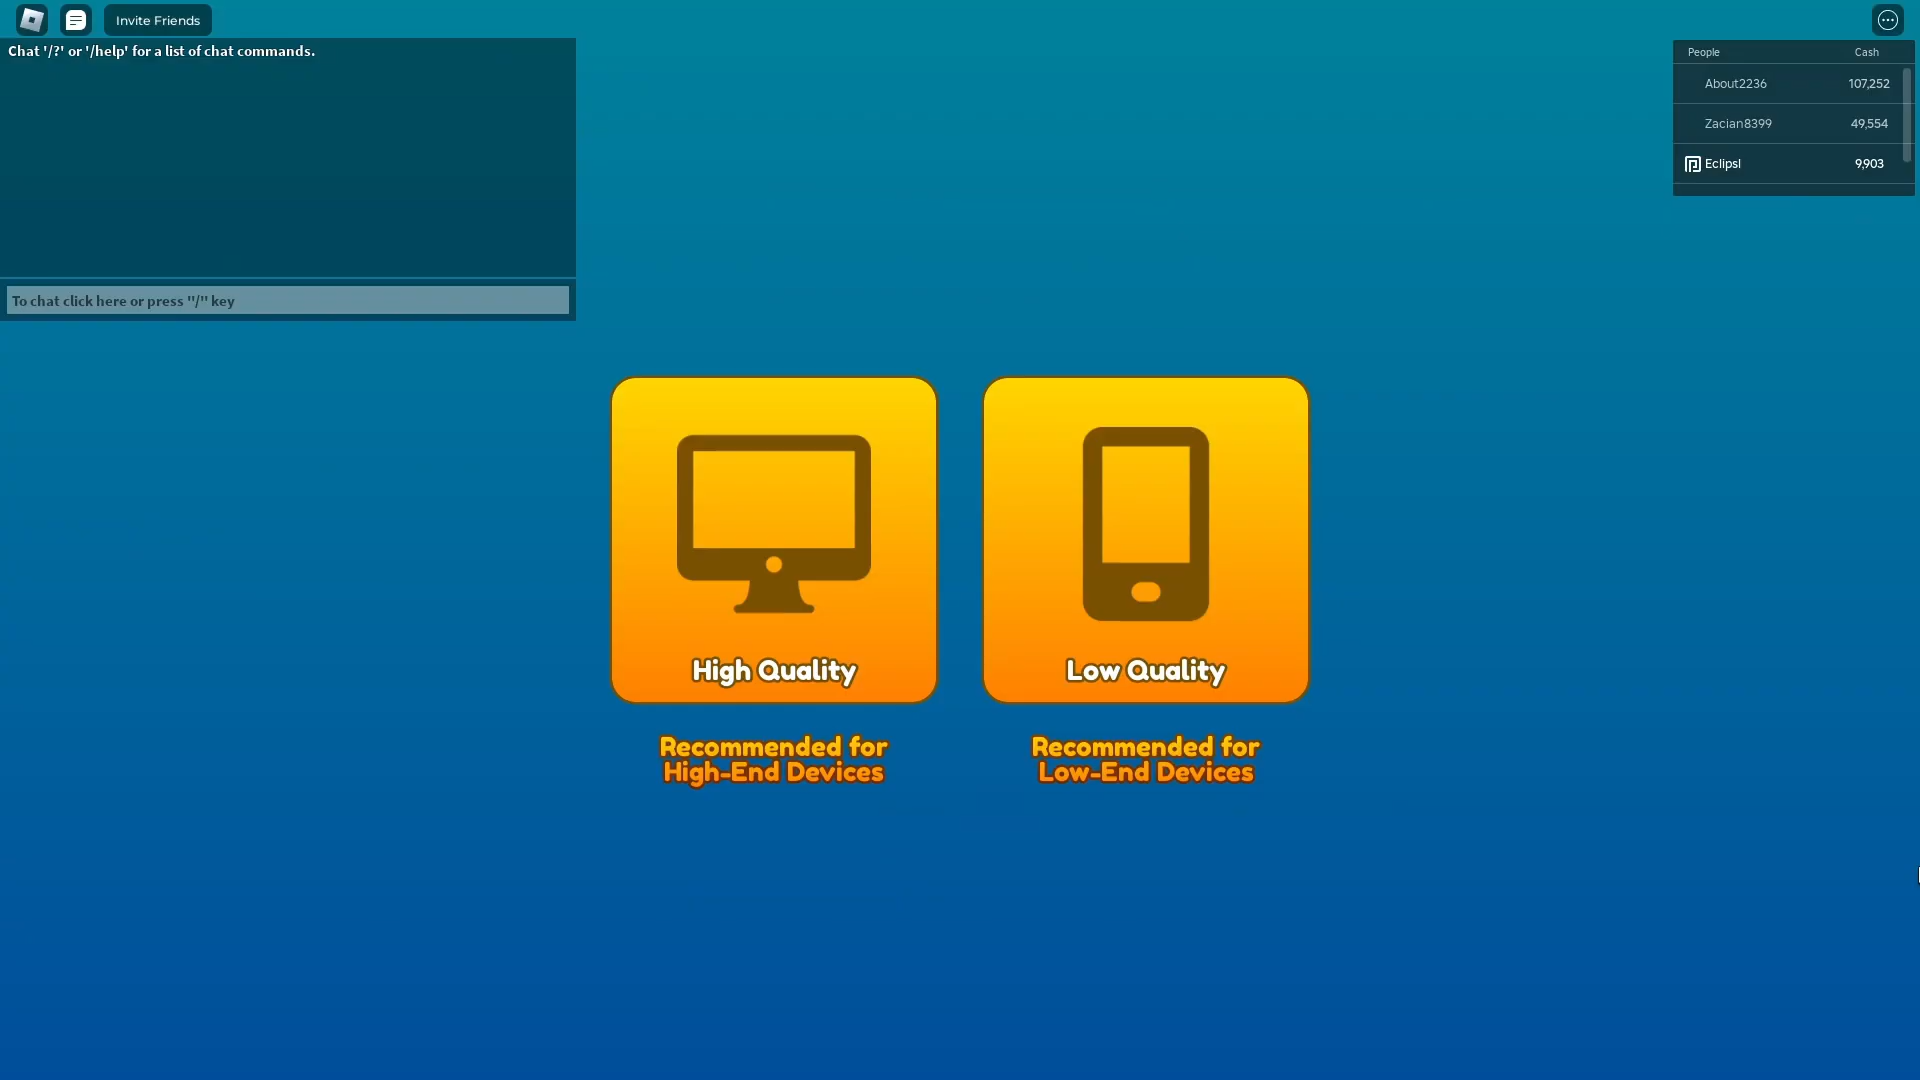 Invite Friends
Chat '/?' or '/help' for a list of chat commands.
To chat click here or press "/" key
People Cash
About2236 107,252
Zacian8399 49,554
Eclipsl 9,903
High Quality
Recommended for
High-End Devices
Low Quality
Recommended for
Low-End Devices